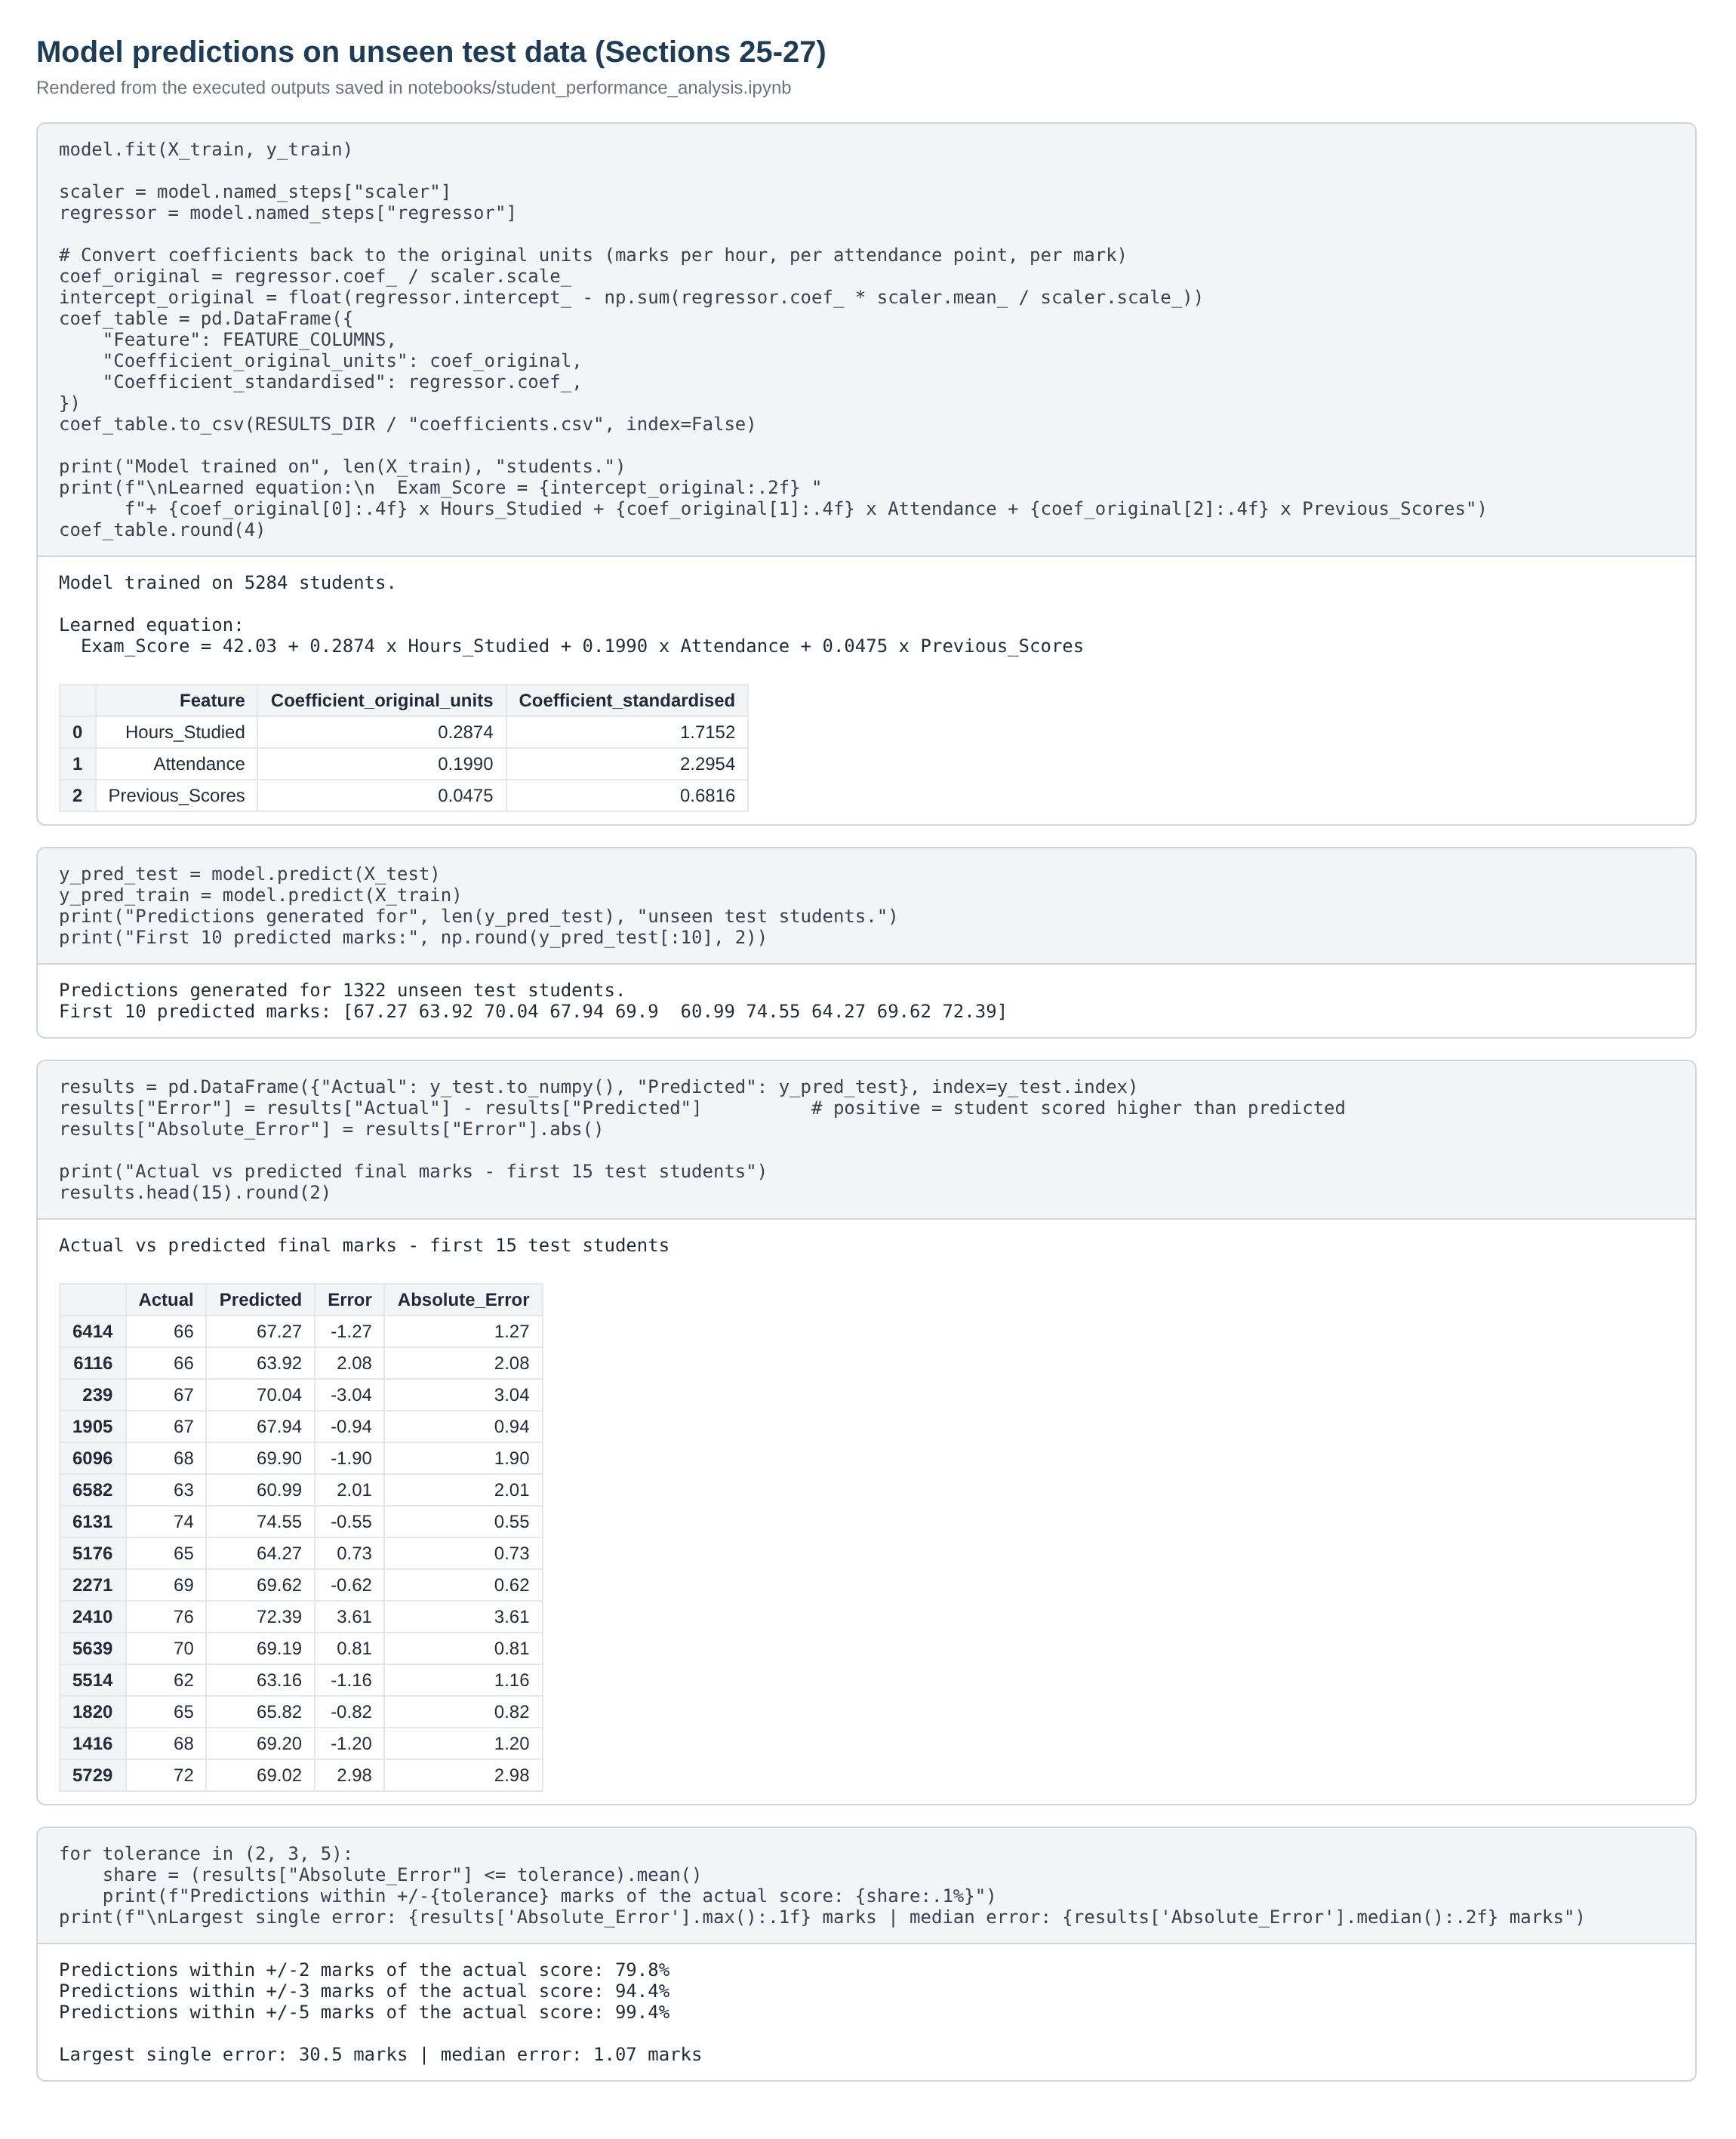 Model predictions on unseen test data (Sections 25-27)
Rendered from the executed outputs saved in notebooks/student_performance_analysis.ipynb
model.fit(X_train, y_train)
scaler = model.named_steps["scaler"]
regressor = model.named_steps["regressor"]
# Convert coefficients back to the original units (marks per hour, per attendance point, per mark)
coef_original = regressor.coef_ / scaler.scale_
intercept_original = float(regressor.intercept_ - np.sum(regressor.coef_ * scaler.mean_ / scaler.scale_))
coef_table = pd.DataFrame({
    "Feature": FEATURE_COLUMNS,
    "Coefficient_original_units": coef_original,
    "Coefficient_standardised": regressor.coef_,
})
coef_table.to_csv(RESULTS_DIR / "coefficients.csv", index=False)
print("Model trained on", len(X_train), "students.")
print(f"\nLearned equation:\n  Exam_Score = {intercept_original:.2f} "
      f"+ {coef_original[0]:.4f} x Hours_Studied + {coef_original[1]:.4f} x Attendance + {coef_original[2]:.4f} x Previous_Scores")
coef_table.round(4)
Model trained on 5284 students.
Learned equation:
  Exam_Score = 42.03 + 0.2874 x Hours_Studied + 0.1990 x Attendance + 0.0475 x Previous_Scores
Feature Coefficient_original_units Coefficient_standardised
0 Hours_Studied 0.2874 1.7152
1 Attendance 0.1990 2.2954
2 Previous_Scores 0.0475 0.6816
y_pred_test = model.predict(X_test)
y_pred_train = model.predict(X_train)
print("Predictions generated for", len(y_pred_test), "unseen test students.")
print("First 10 predicted marks:", np.round(y_pred_test[:10], 2))
Predictions generated for 1322 unseen test students.
First 10 predicted marks: [67.27 63.92 70.04 67.94 69.9  60.99 74.55 64.27 69.62 72.39]
results = pd.DataFrame({"Actual": y_test.to_numpy(), "Predicted": y_pred_test}, index=y_test.index)
results["Error"] = results["Actual"] - results["Predicted"]          # positive = student scored higher than predicted
results["Absolute_Error"] = results["Error"].abs()
print("Actual vs predicted final marks - first 15 test students")
results.head(15).round(2)
Actual vs predicted final marks - first 15 test students
Actual Predicted Error Absolute_Error
6414 66 67.27 -1.27 1.27
6116 66 63.92 2.08 2.08
239 67 70.04 -3.04 3.04
1905 67 67.94 -0.94 0.94
6096 68 69.90 -1.90 1.90
6582 63 60.99 2.01 2.01
6131 74 74.55 -0.55 0.55
5176 65 64.27 0.73 0.73
2271 69 69.62 -0.62 0.62
2410 76 72.39 3.61 3.61
5639 70 69.19 0.81 0.81
5514 62 63.16 -1.16 1.16
1820 65 65.82 -0.82 0.82
1416 68 69.20 -1.20 1.20
5729 72 69.02 2.98 2.98
for tolerance in (2, 3, 5):
    share = (results["Absolute_Error"] <= tolerance).mean()
    print(f"Predictions within +/-{tolerance} marks of the actual score: {share:.1%}")
print(f"\nLargest single error: {results['Absolute_Error'].max():.1f} marks | median error: {results['Absolute_Error'].median():.2f} marks")
Predictions within +/-2 marks of the actual score: 79.8%
Predictions within +/-3 marks of the actual score: 94.4%
Predictions within +/-5 marks of the actual score: 99.4%
Largest single error: 30.5 marks | median error: 1.07 marks